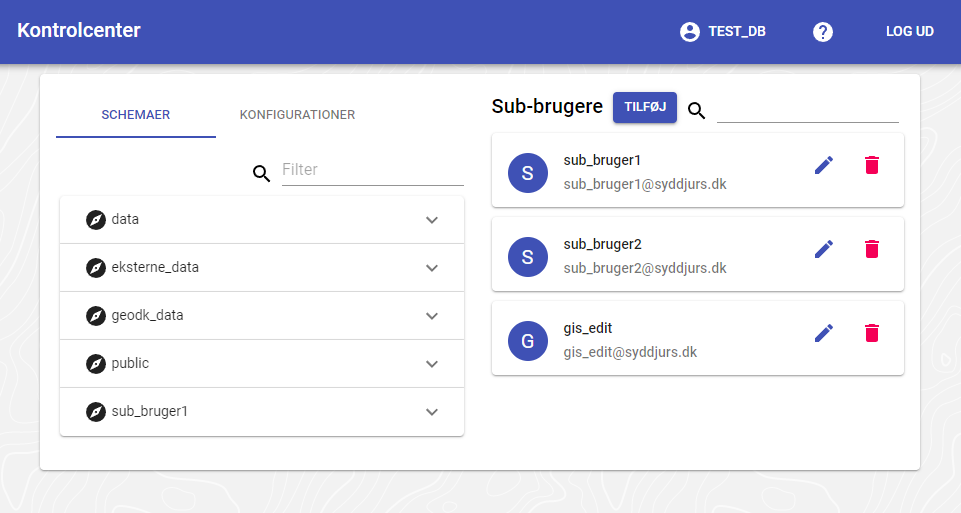 Kontrolcenter
TEST_DB
LOG UD
SCHEMAER
KONFIGURATIONER
Filter
data
eksterne_data
geodk_data
public
sub_bruger1
Sub-brugere
TILFØJ
S
sub_bruger1
sub_bruger1@syddjurs.dk
S
sub_bruger2
sub_bruger2@syddjurs.dk
G
gis_edit
gis_edit@syddjurs.dk